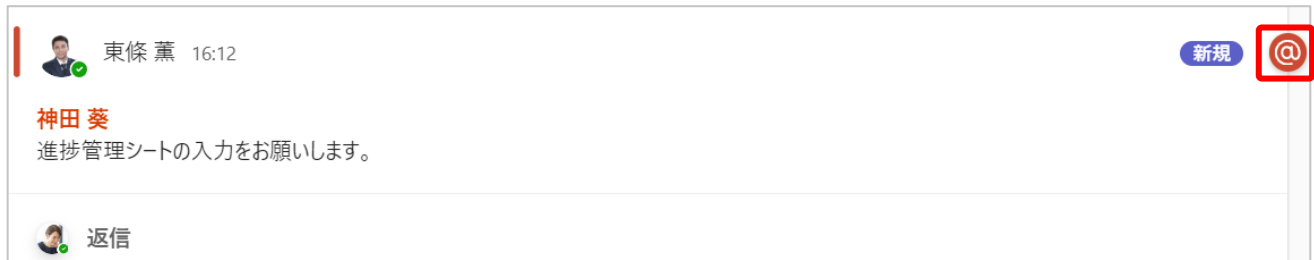 東條 薫 16:12 新規 @
神田 葵
進捗管理シートの入力をお願いします。
返信